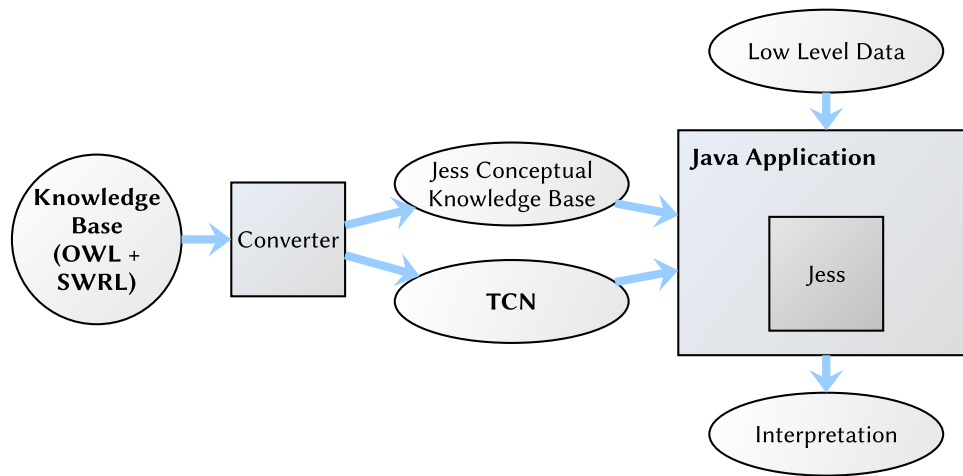 Low Level Data
Java Application
Jess Conceptual
Knowledge Base
Knowledge
Base
(OWL +
SWRL)
Converter
Jess
TCN
Interpretation